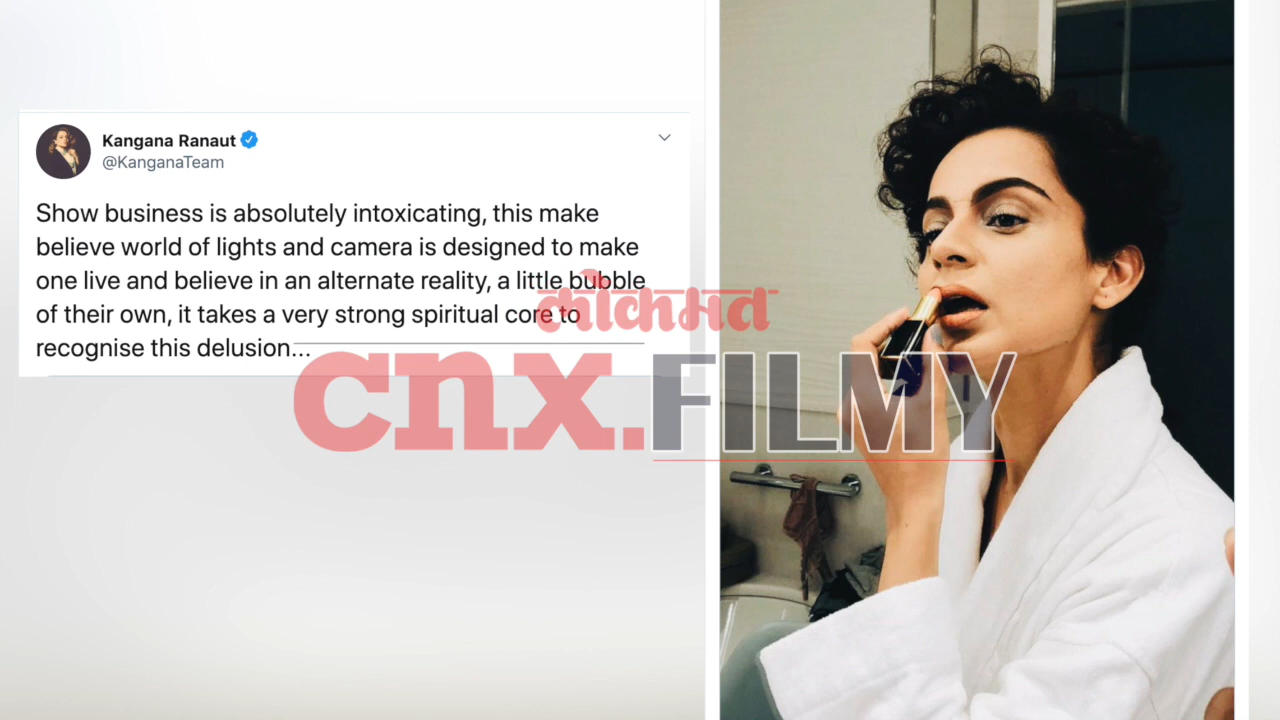 Kangana Ranaut
@KanganaTeam
Show business is absolutely intoxicating, this make
believe world of lights and camera is designed to make
one live and believe in an alternate reality, a little bubble
of their own, it takes a very strong spiritual core to
recognise this delusion...
लोकमत
cnx.FILMY